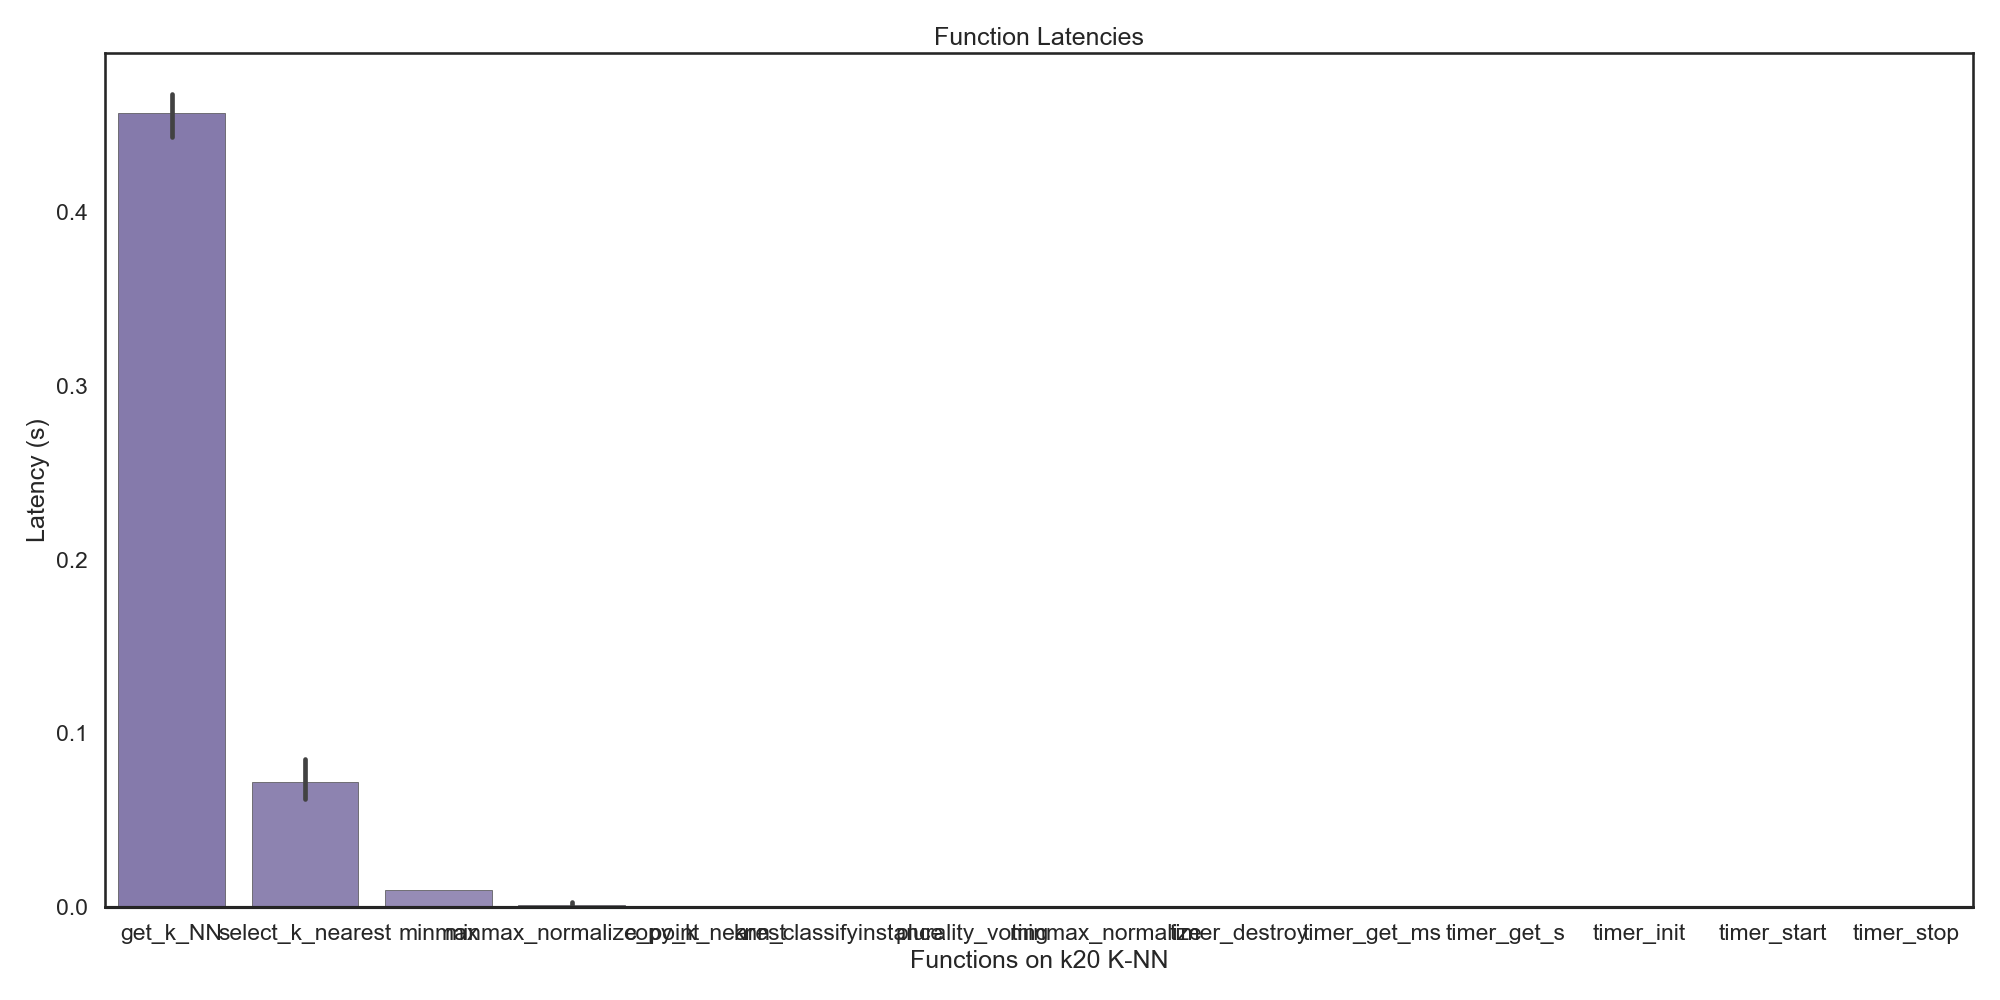 Function Latencies
Latency (s)
0.4
0.3
0.2
0.1
0.0
get_k_NN
select_k_nearest
minmax
minmax_normalize_point
copy_k_nearest
knn_classifyinstance
plurality_voting
minmax_normalize
timer_destroy
timer_get_ms
timer_get_s
timer_init
timer_start
timer_stop
Functions on k20 K-NN